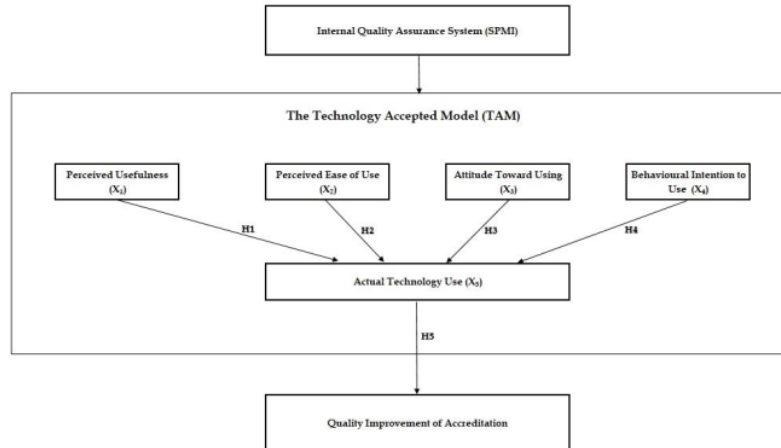 Internal Quality Assurance System (SPMI)
The Technology Accepted Model (TAM)
Perceived Usefulness
(X₁)
Perceived Ease of Use
(X₂)
Attitude Toward Using
(X₃)
Behavioural Intention to
Use (X₄)
H1
H2
H3
H4
Actual Technology Use (X₅)
H5
Quality Improvement of Accreditation